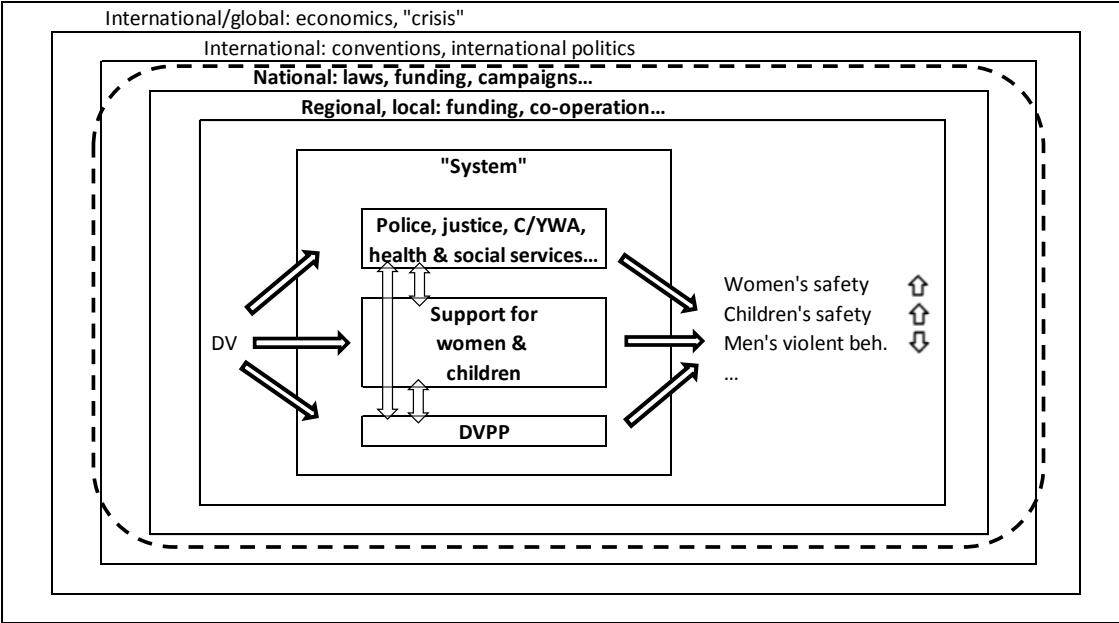 International/global: economics, "crisis"
International: conventions, international politics
National: laws, funding, campaigns…
Regional, local: funding, co-operation…
"System"
Police, justice, C/YWA,
health & social services…
Support for
women &
children
DVPP
DV
Women's safety
Children's safety
Men's violent beh.
…